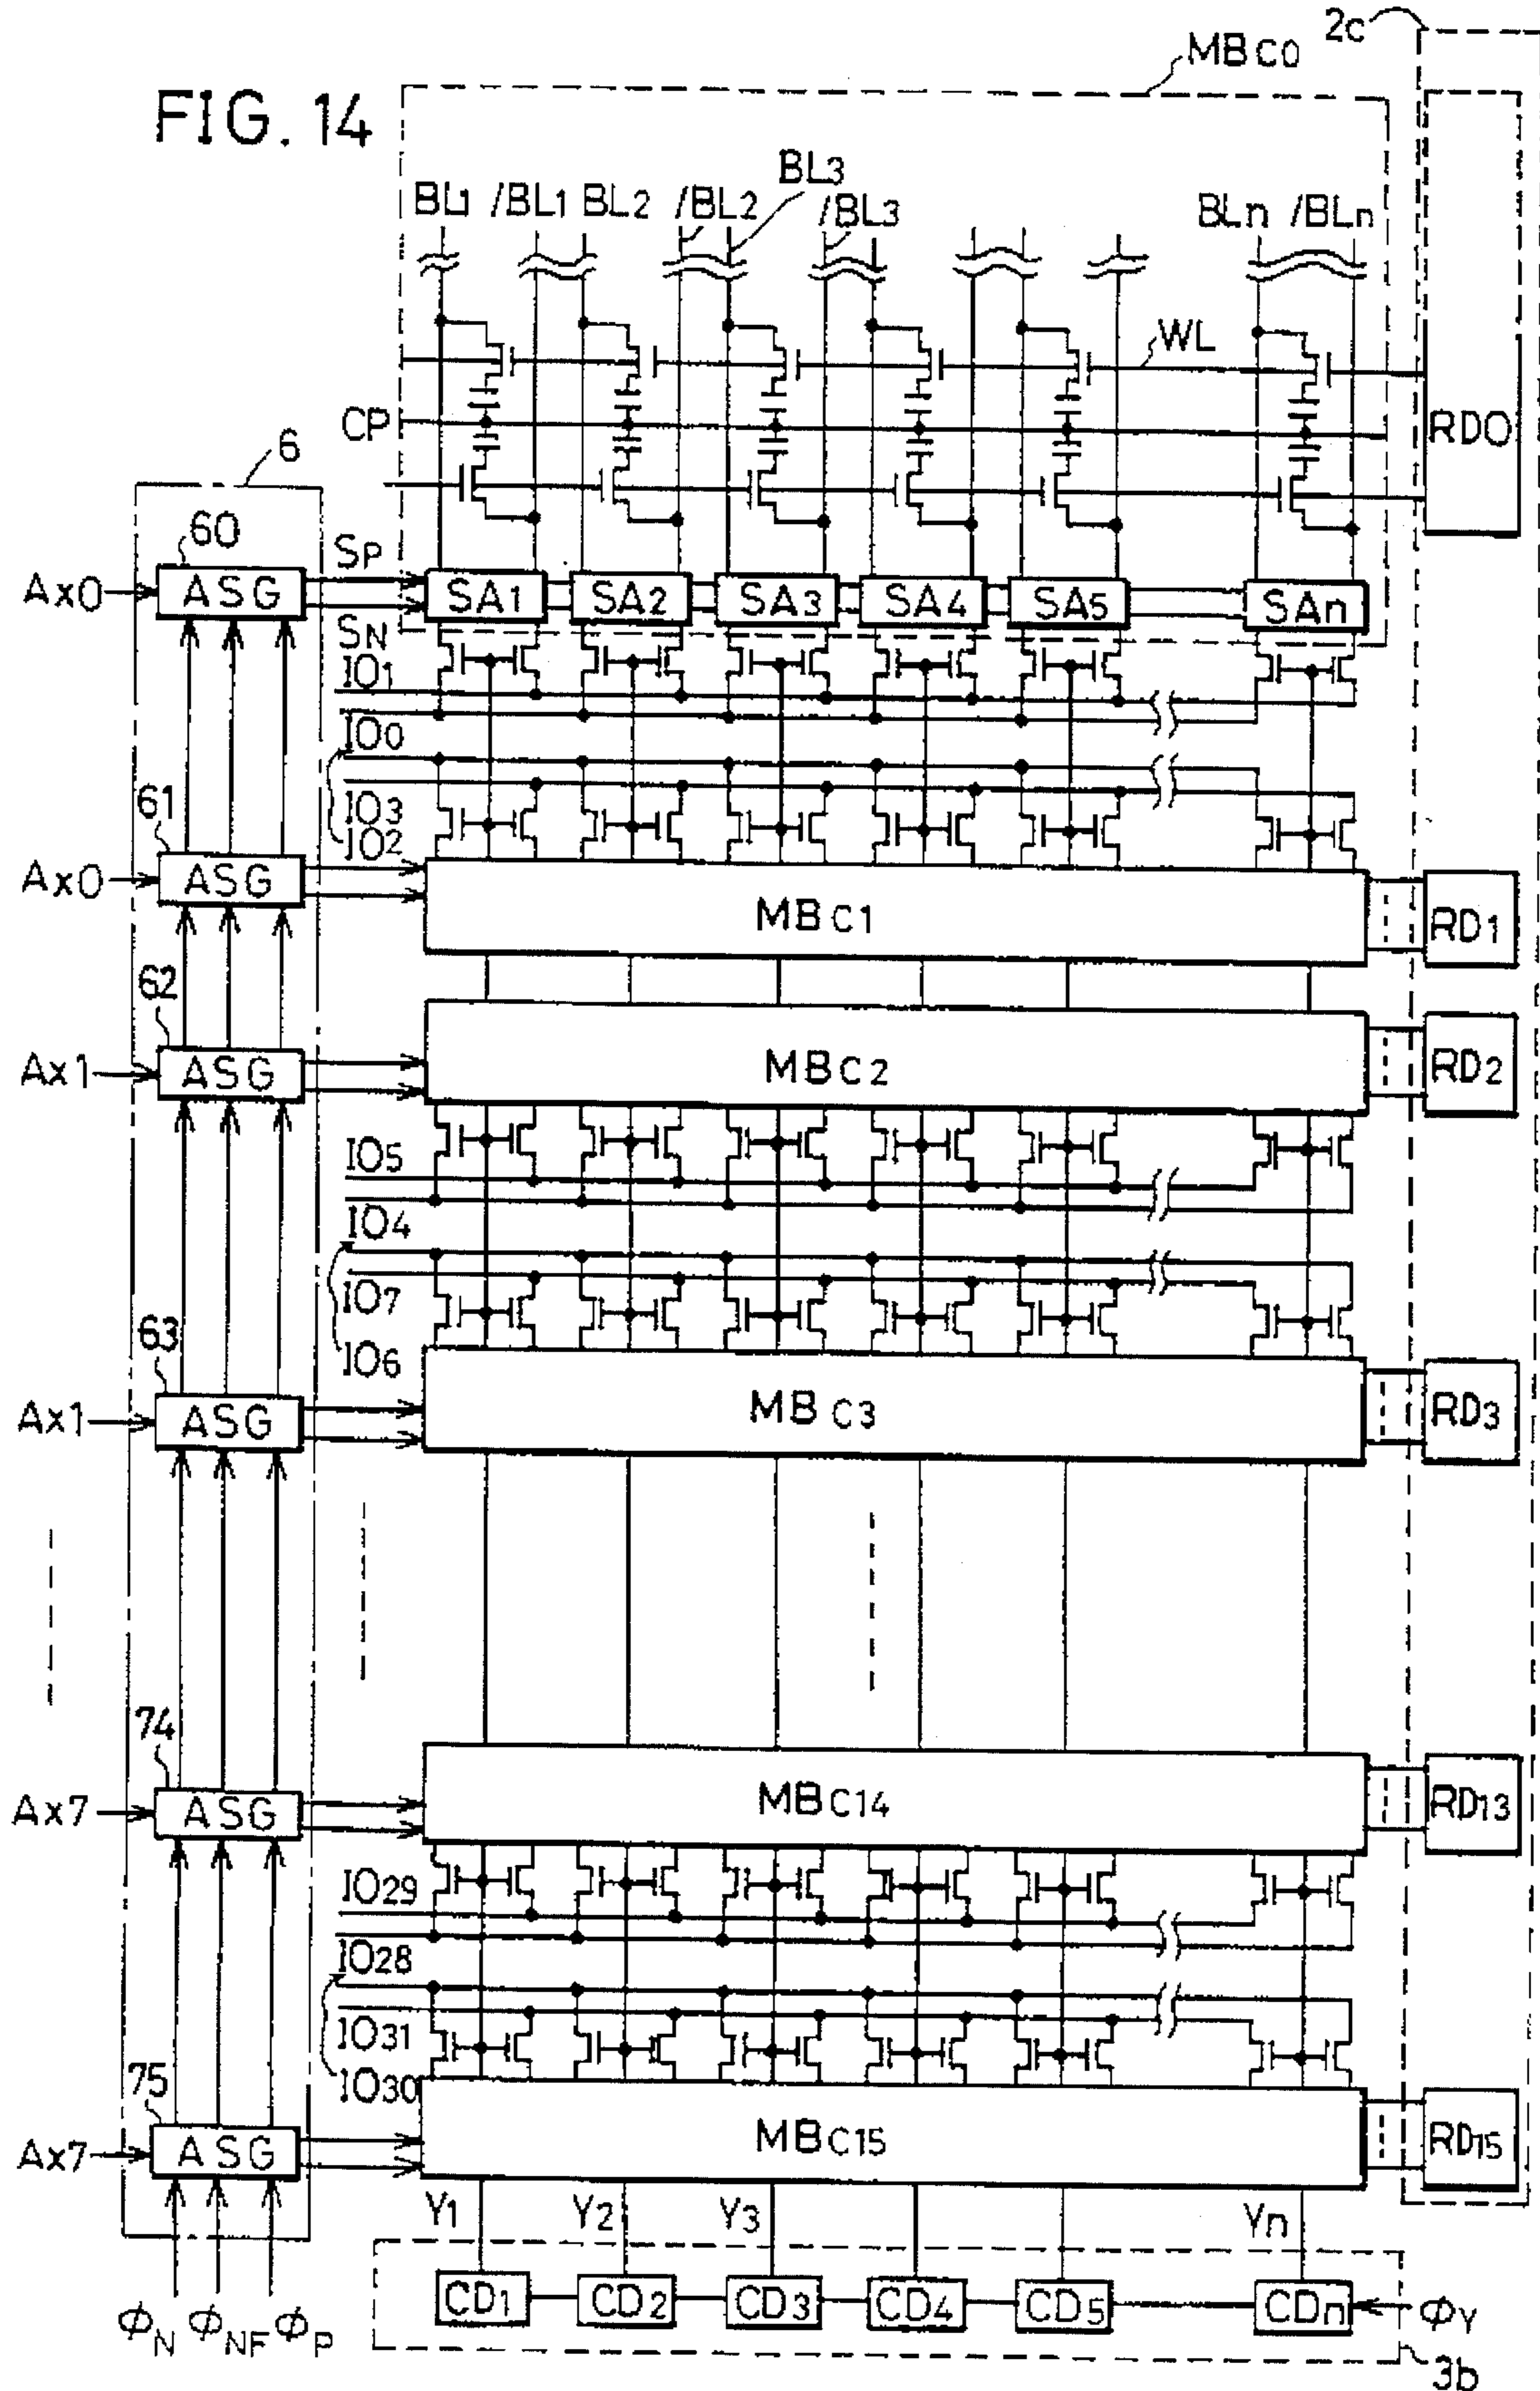 2c
MBC0
FIG. 14
BL3
BL1 /BL1 BL2 /BL2 /BL3 BLn /BLn
WL
CP
RD0
6
60
SP
Ax0 ASG SA1 SA2 SA3 SA4 SA5 SAn
SN
IO1
IO0
61
IO3
IO2
Ax0 ASG MBC1 RD1
62
Ax1 ASG MBC2 RD2
IO5
IO4
IO7
63
IO6
Ax1 ASG MBC3 RD3
74
Ax7 ASG MBC14 RD13
IO29
IO28
IO31
75
IO30
Ax7 ASG MBC15 RD15
Y1 Y2 Y3 Yn
CD1 CD2 CD3 CD4 CD5 CDn ΦY
ΦN ΦNF ΦP
3b